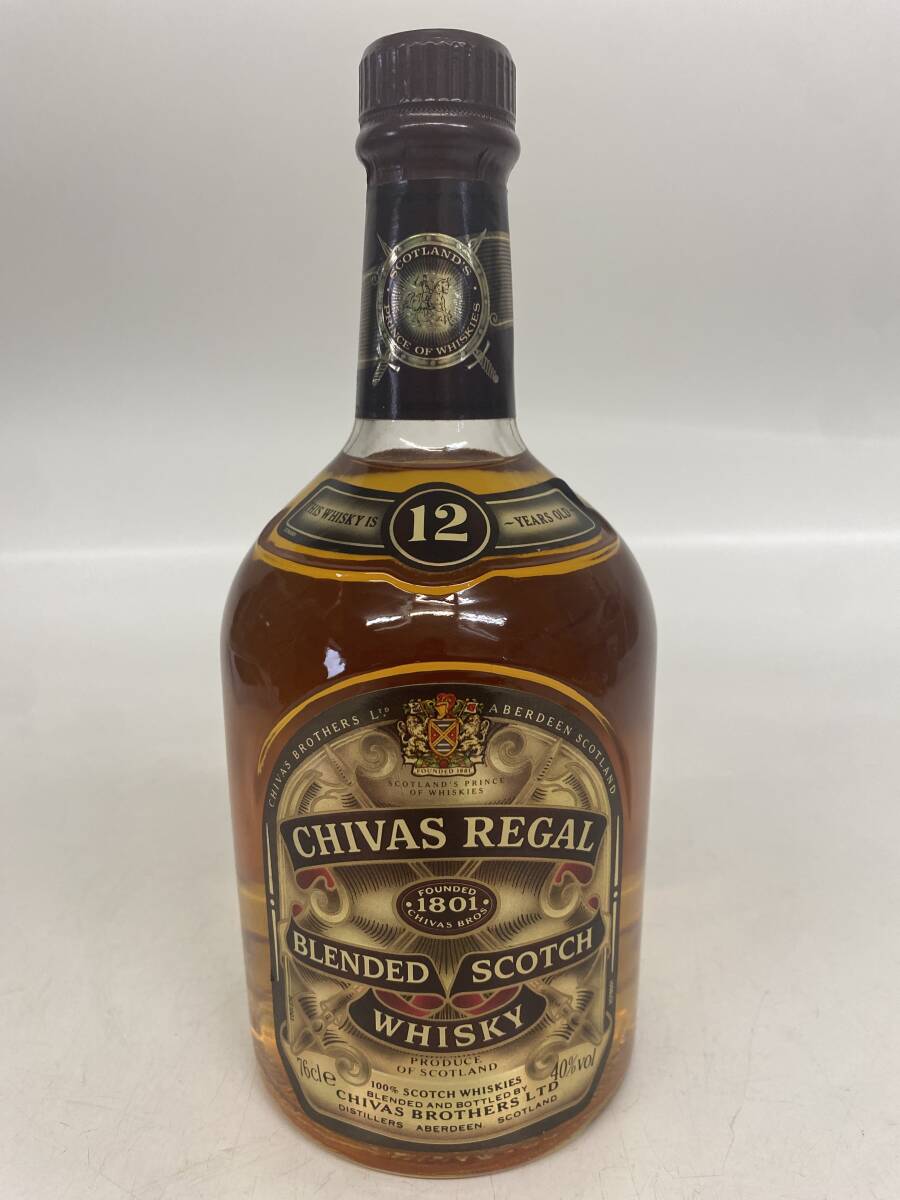 SCOTLAND'S
PRINCE OF WHISKIES
THIS WHISKY IS 12 YEARS OLD
CHIVAS BROTHERS LTD ABERDEEN SCOTLAND
FOUNDED 1801
SCOTLAND'S PRINCE
OF WHISKIES
CHIVAS REGAL
FOUNDED
1801
CHIVAS BROS
BLENDED SCOTCH
WHISKY
PRODUCE
OF SCOTLAND
76cl e 40%vol
100% SCOTCH WHISKIES
BLENDED AND BOTTLED BY
CHIVAS BROTHERS LTD
DISTILLERS ABERDEEN, SCOTLAND